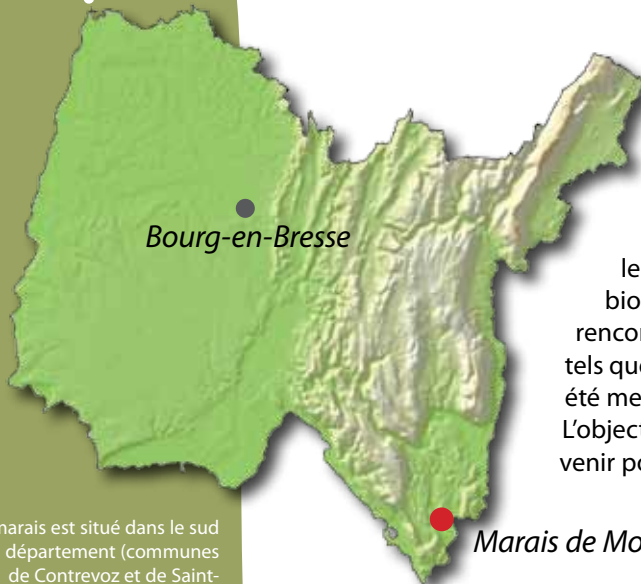 Bourg-en-Bresse
le
bio
rencon
tels que
été me
L'object
venir po
Marais de Mo
marais est situé dans le sud
département (communes
de Contrevoz et de Saint-